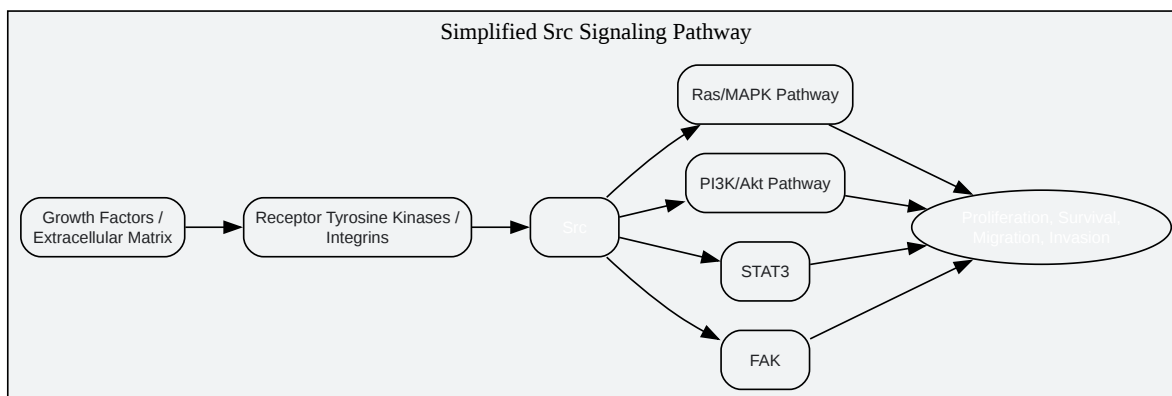 Simplified Src Signaling Pathway
Growth Factors /
Extracellular Matrix
Receptor Tyrosine Kinases /
Integrins
Src
Ras/MAPK Pathway
PI3K/Akt Pathway
STAT3
FAK
Proliferation, Survival,
Migration, Invasion